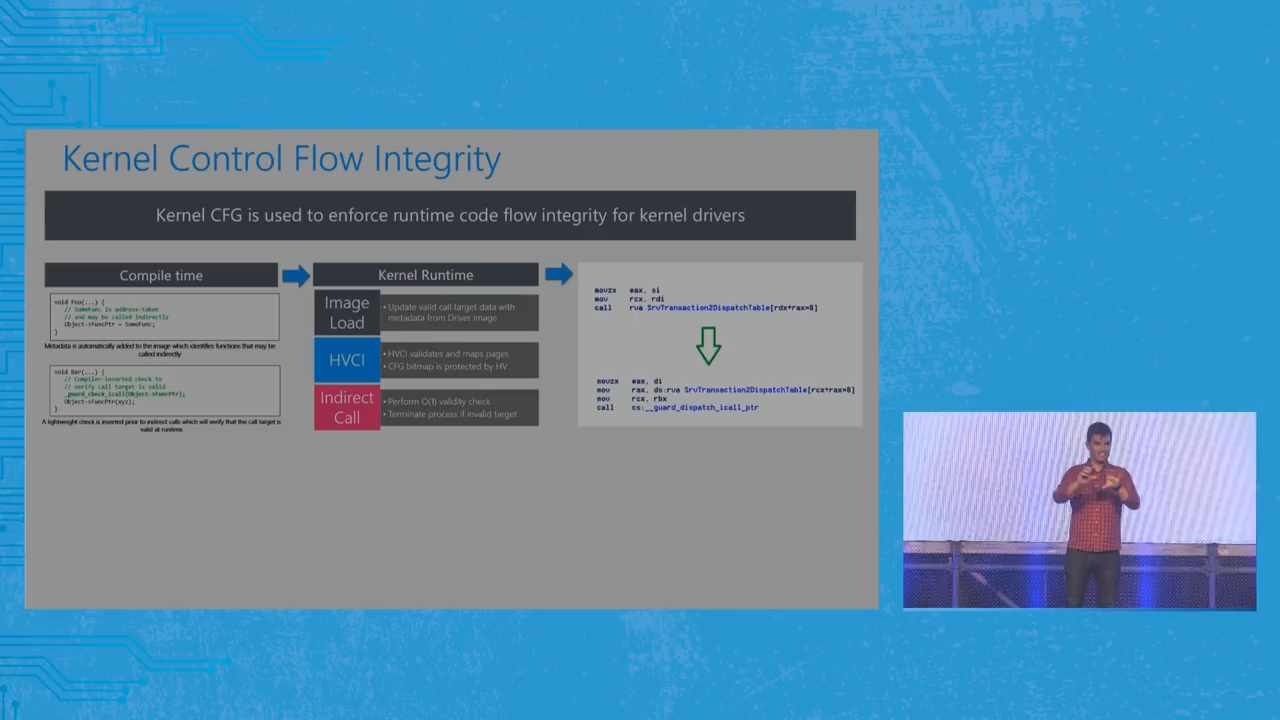 Kernel Control Flow Integrity
Kernel CFG is used to enforce runtime code flow integrity for kernel drivers
Compile time
void Foo(...) {
// SomeFunc is address-taken
// and may be called indirectly
Object->funcPtr = SomeFunc;
}
Metadata is automatically added to the image which identifies functions that may be
called indirectly
void Bar(...) {
// Compiler-inserted check to
// verify call target is valid
_guard_check_icall(Object->funcPtr);
Object->funcPtr(xyz);
}
A lightweight check is inserted prior to indirect calls which will verify that the call target is
valid at runtime
Kernel Runtime
Image
Load
• Update valid call target data with
metadata from Driver image
HVCI
• HVCI validates and maps pages
• CFG bitmap is protected by HV
Indirect
Call
• Perform O(1) validity check
• Terminate process if invalid target
movzx eax, si
mov rcx, rdi
call rva SrvTransaction2DispatchTable[rdx+rax*8]
movzx eax, di
mov rax, ds:rva SrvTransaction2DispatchTable[rcx+rax*8]
mov rcx, rbx
call cs:__guard_dispatch_icall_ptr